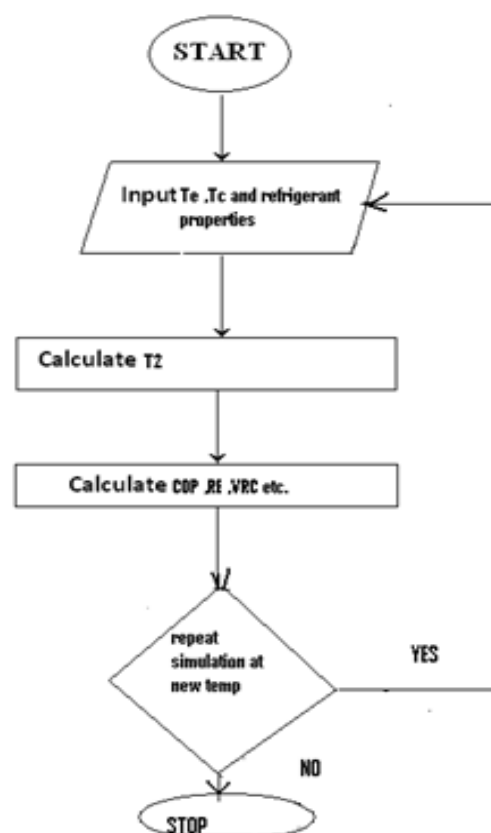 START
Input Te ,Tc and refrigerant
properties
Calculate T2
Calculate COP ,RE ,VRC etc.
repeat
simulation at
new temp
YES
NO
STOP